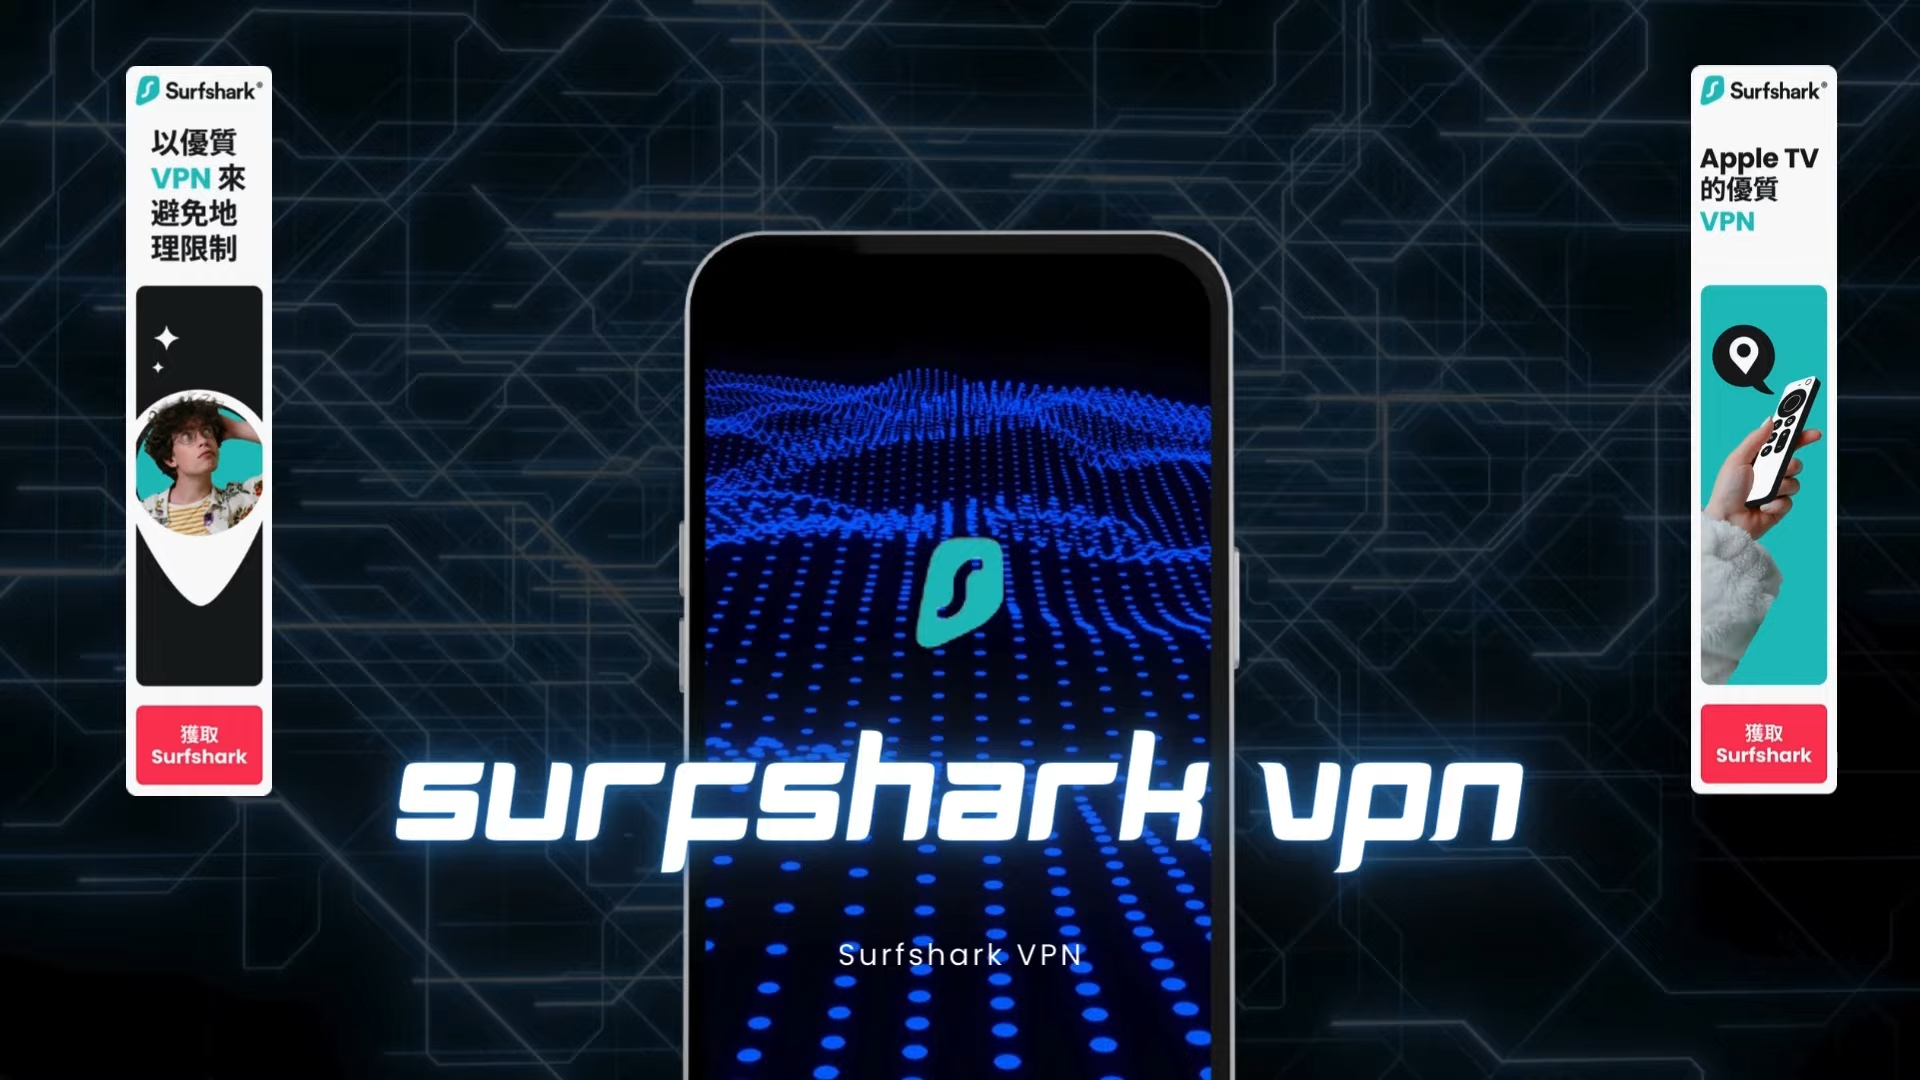 Surfshark®
以優質
VPN 來
避免地
理限制
獲取
Surfshark
surfshark vpn
Surfshark VPN
Surfshark®
Apple TV
的優質
VPN
獲取
Surfshark